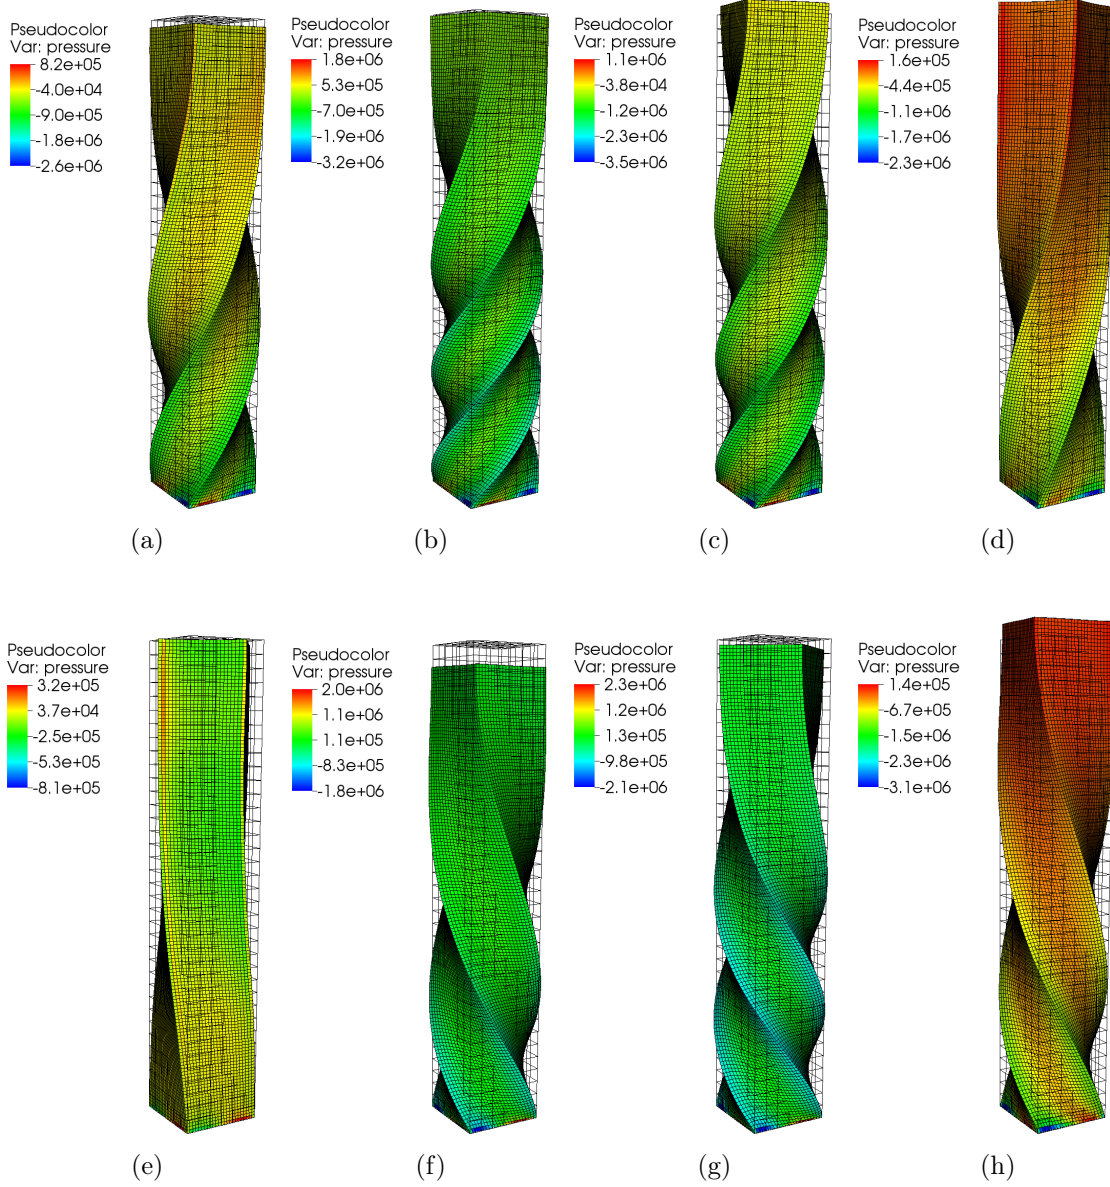 Pseudocolor
Var: pressure
8.2e+05
-4.0e+04
-9.0e+05
-1.8e+06
-2.6e+06
(a)
Pseudocolor
Var: pressure
1.8e+06
5.3e+05
-7.0e+05
-1.9e+06
-3.2e+06
(b)
Pseudocolor
Var: pressure
1.1e+06
-3.8e+04
-1.2e+06
-2.3e+06
-3.5e+06
(c)
Pseudocolor
Var: pressure
1.6e+05
-4.4e+05
-1.1e+06
-1.7e+06
-2.3e+06
(d)
Pseudocolor
Var: pressure
3.2e+05
3.7e+04
-2.5e+05
-5.3e+05
-8.1e+05
(e)
Pseudocolor
Var: pressure
2.0e+06
1.1e+06
1.1e+05
-8.3e+05
-1.8e+06
(f)
Pseudocolor
Var: pressure
2.3e+06
1.2e+06
1.3e+05
-9.8e+05
-2.1e+06
(g)
Pseudocolor
Var: pressure
1.4e+05
-6.7e+05
-1.5e+06
-2.3e+06
-3.1e+06
(h)